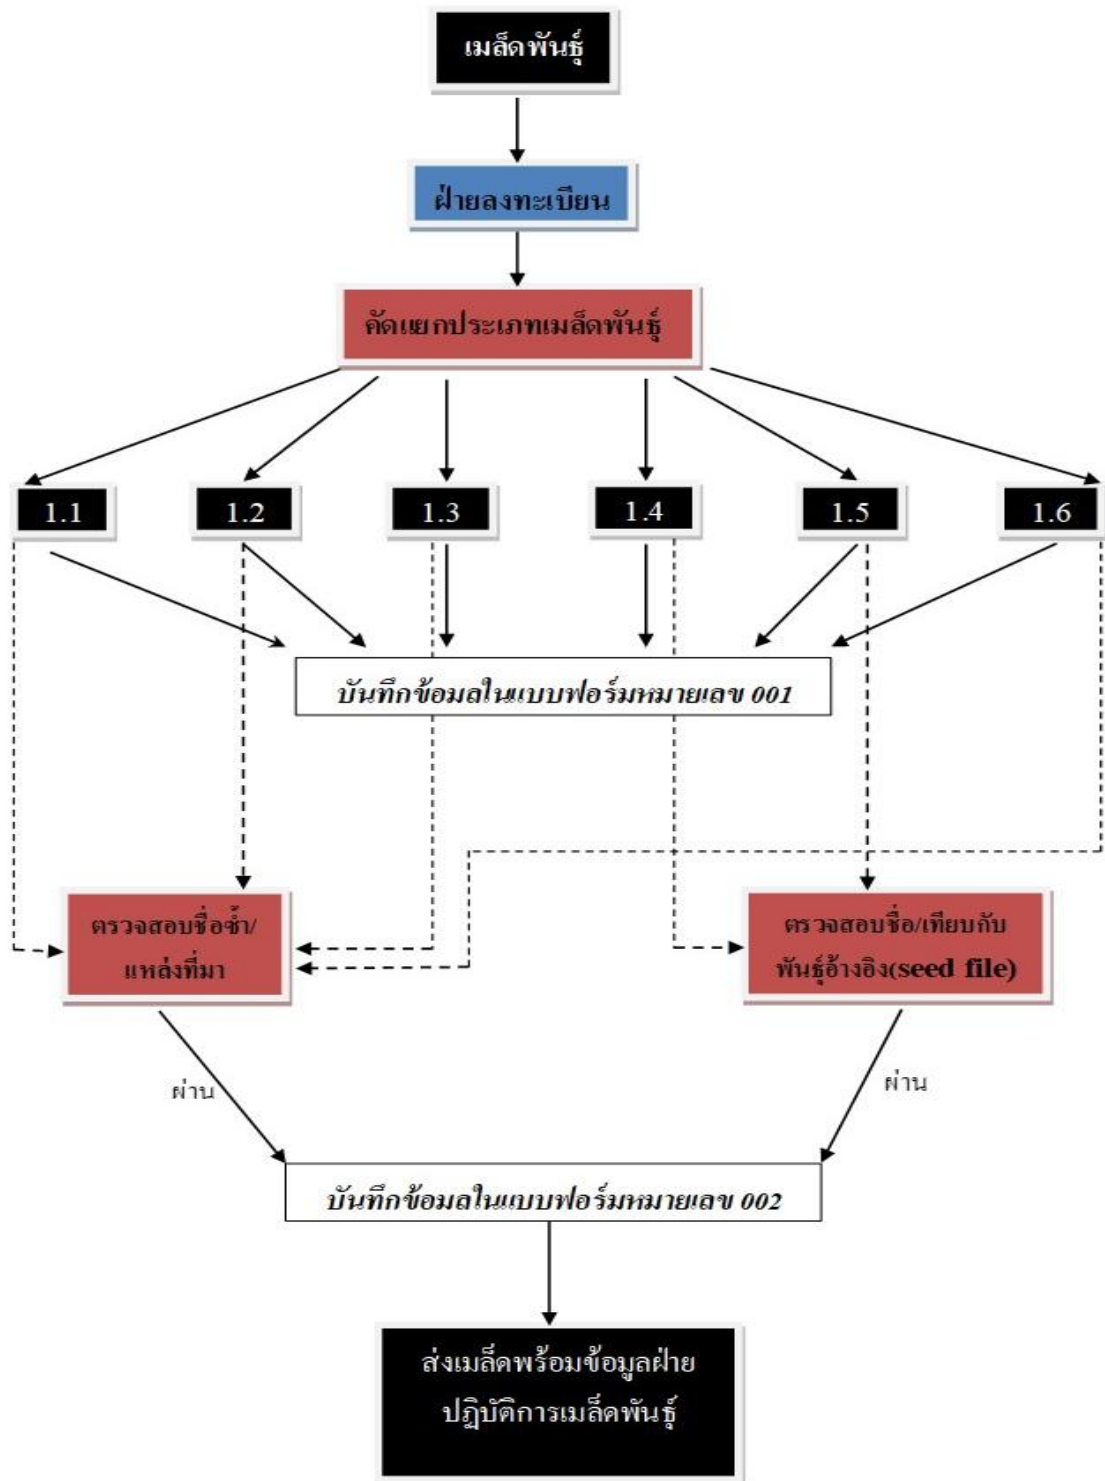 เมล็ดพันธุ์
ฝ่ายลงทะเบียน
คัดแยกประเภทเมล็ดพันธุ์
1.1
1.2
1.3
1.4
1.5
1.6
บันทึกข้อมลในแบบฟอร์มหมายเลข 001
ตรวจสอบชื่อซ้ำ/
แหล่งที่มา
ตรวจสอบชื่อ/เทียบกับ
พันธุ์อ้างอิง(seed file)
ผ่าน
ผ่าน
บันทึกข้อมลในแบบฟอร์มหมายเลข 002
ส่งเมล็ดพร้อมข้อมูลฝ่าย
ปฏิบัติการเมล็ดพันธุ์